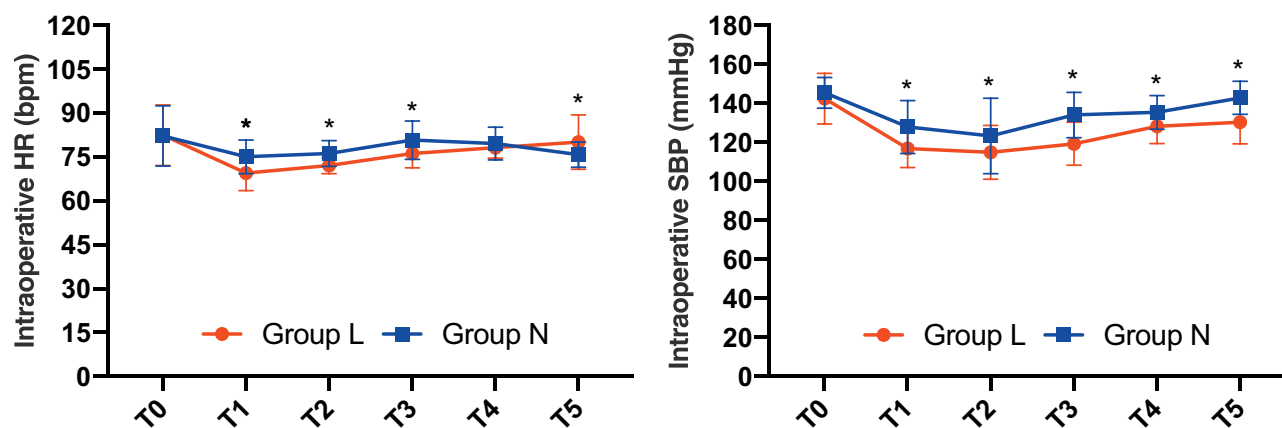 Intraoperative HR (bpm)
120
105
90
75
60
45
30
15
0
* * * *
Group L Group N
T0 T1 T2 T3 T4 T5
Intraoperative SBP (mmHg)
180
160
140
120
100
80
60
40
20
0
* * * * *
Group L Group N
T0 T1 T2 T3 T4 T5